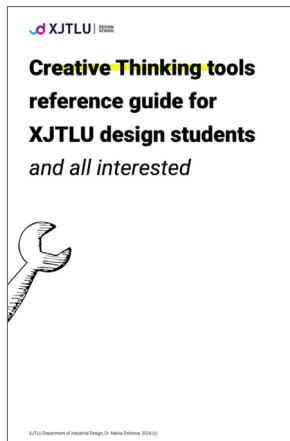 XJTLU | DESIGN SCHOOL
Creative Thinking tools
reference guide for
XJTLU design students
and all interested
XJTLU Department of Industrial Design, Dr. Mariia Zolotova, 2024 (c)